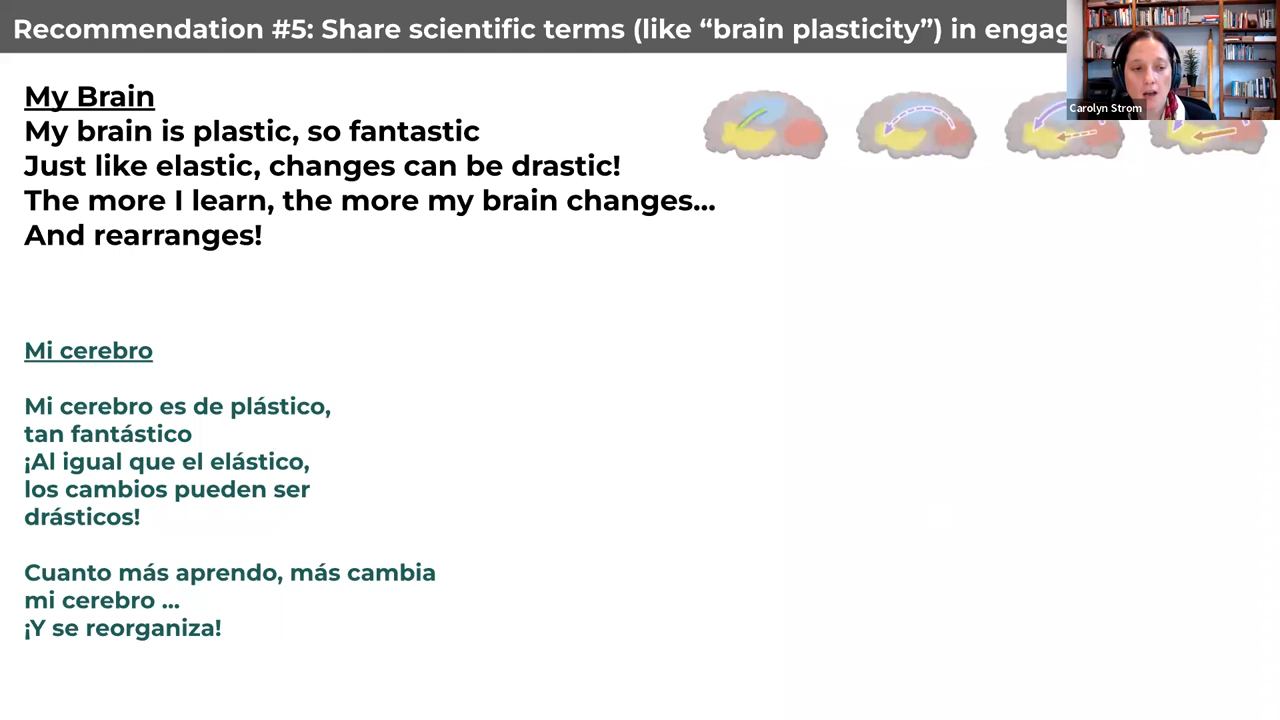 Recommendation #5: Share scientific terms (like “brain plasticity”) in
Carolyn Strom
My Brain
My brain is plastic, so fantastic
Just like elastic, changes can be drastic!
The more I learn, the more my brain changes...
And rearranges!
Mi cerebro
Mi cerebro es de plástico,
tan fantástico
¡Al igual que el elástico,
los cambios pueden ser
drásticos!
Cuanto más aprendo, más cambia
mi cerebro ...
¡Y se reorganiza!